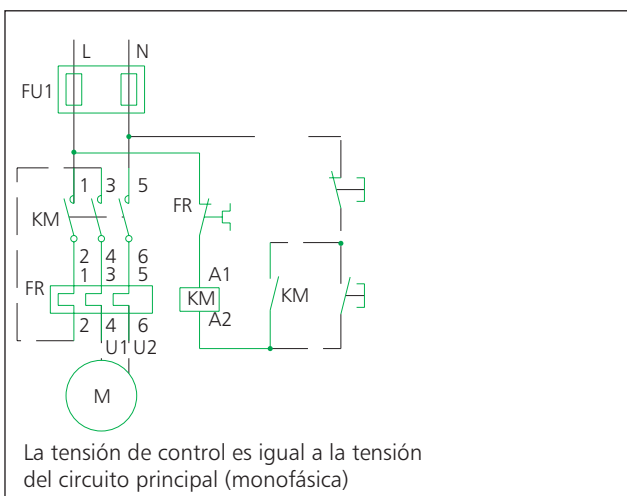 L N
FU1
1 3 5
KM
FR
2 4 6
1 3 5
FR
A1
KM
A2
KM
2 4 6
U1 U2
M
La tensión de control es igual a la tensión
del circuito principal (monofásica)